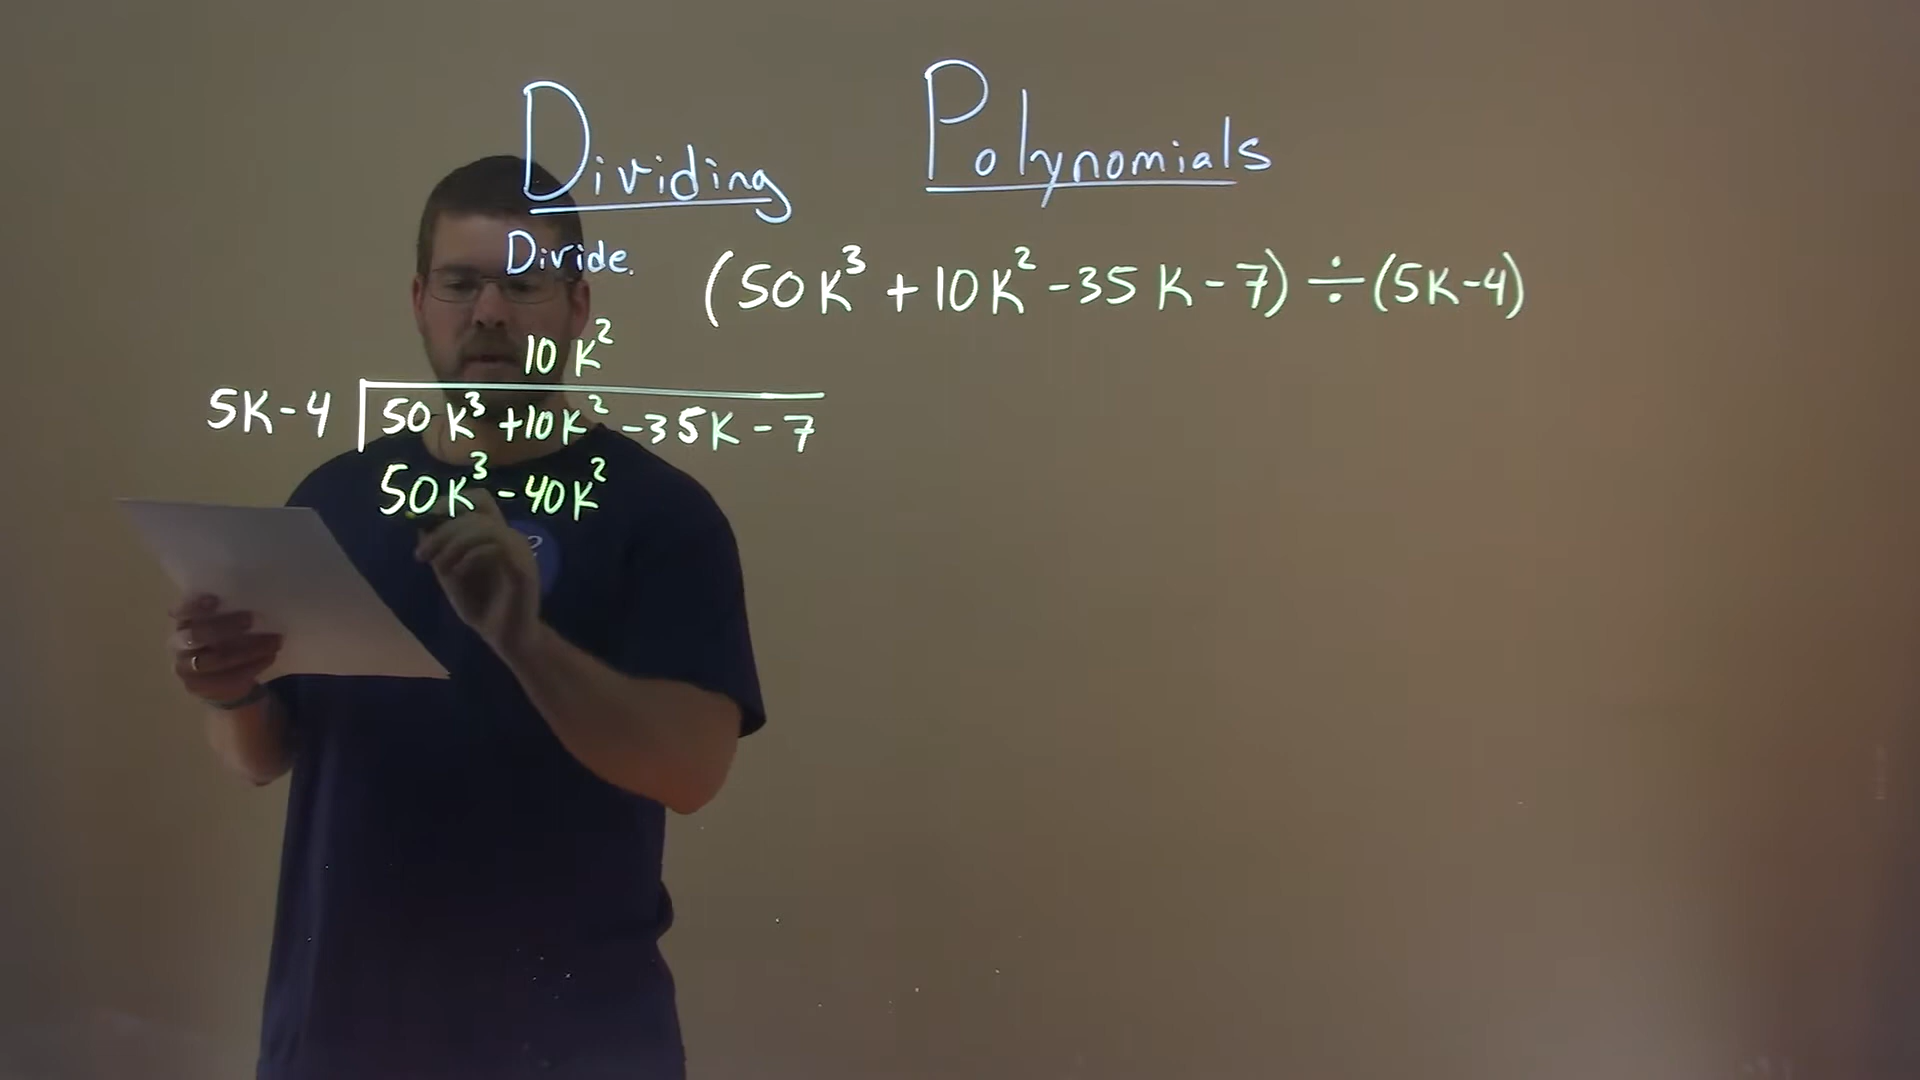 Dividing Polynomials
Divide. (50K³ + 10K² - 35K - 7) ÷ (5K-4)
10K²
5K-4 50K³ +10K² -35K - 7
50K³ - 40K²